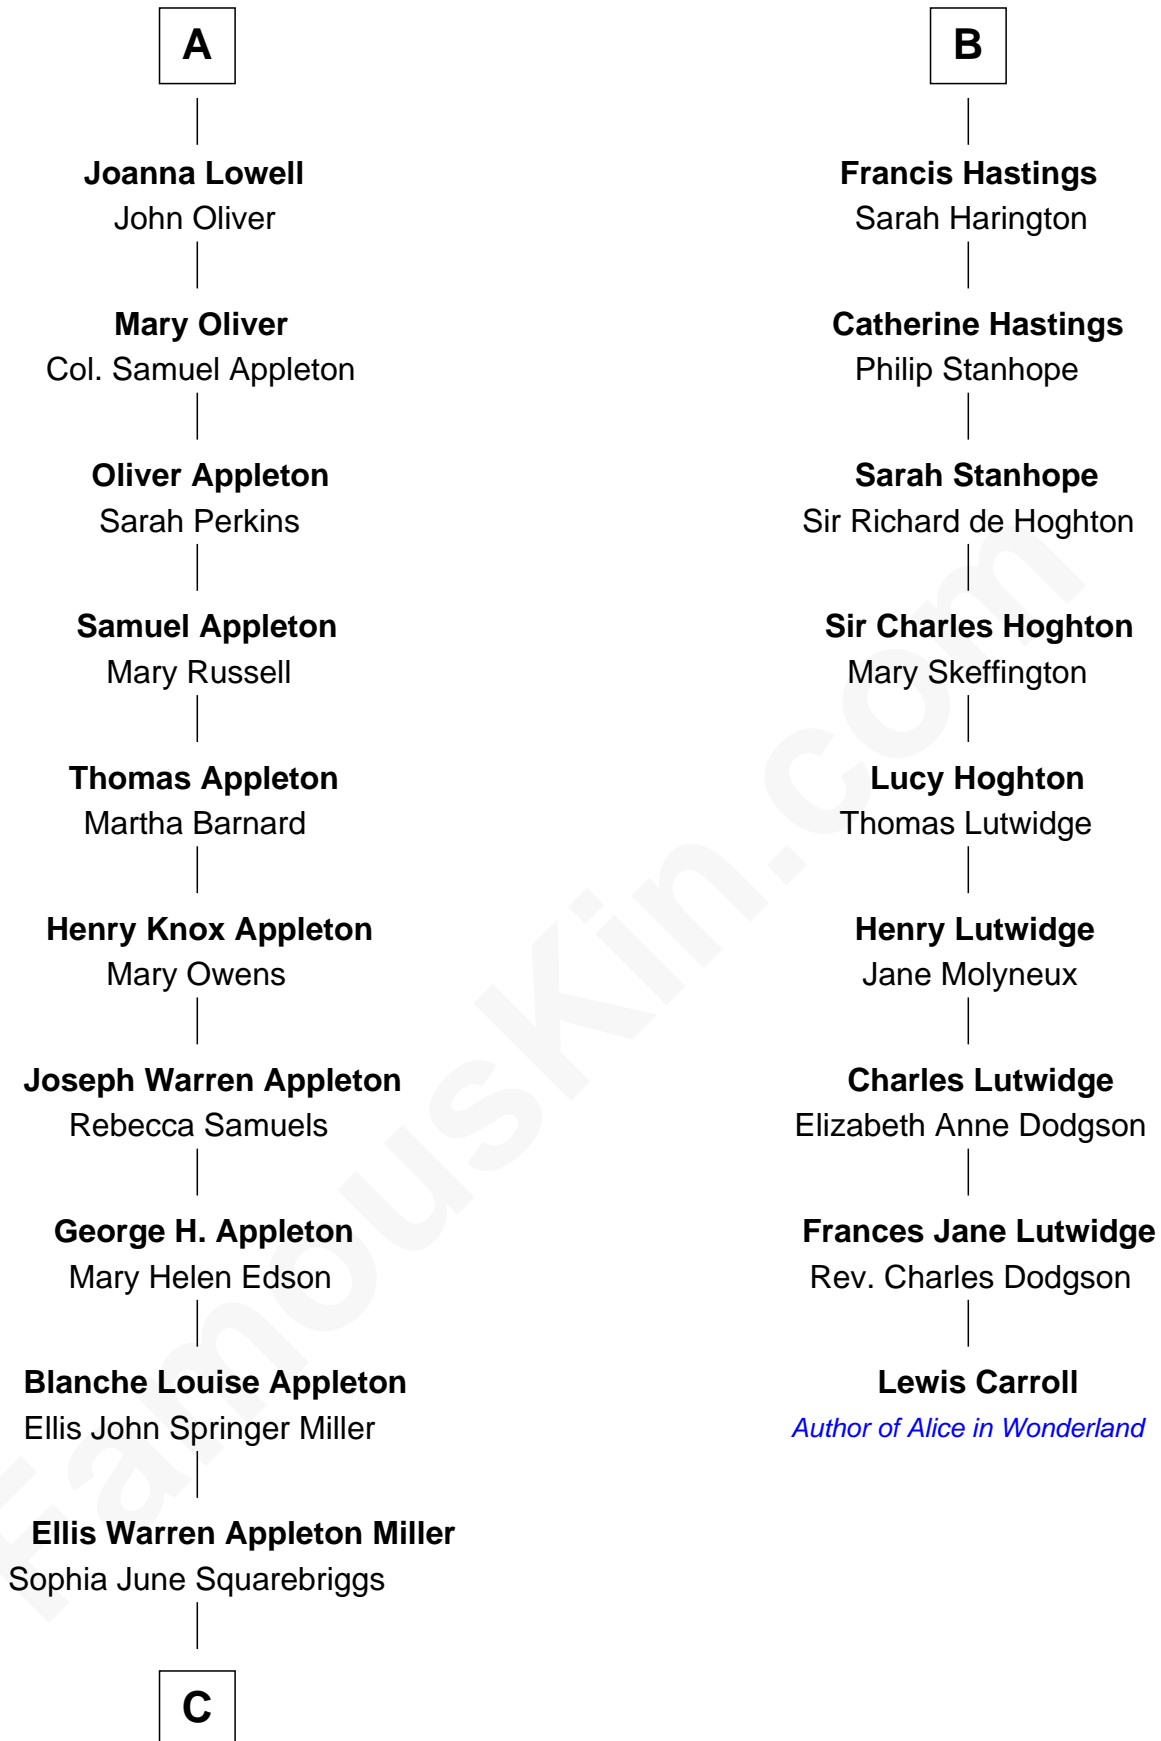 A
Joanna Lowell
John Oliver
Mary Oliver
Col. Samuel Appleton
Oliver Appleton
Sarah Perkins
Samuel Appleton
Mary Russell
Thomas Appleton
Martha Barnard
Henry Knox Appleton
Mary Owens
Joseph Warren Appleton
Rebecca Samuels
George H. Appleton
Mary Helen Edson
Blanche Louise Appleton
Ellis John Springer Miller
Ellis Warren Appleton Miller
Sophia June Squarebriggs
C
B
Francis Hastings
Sarah Harington
Catherine Hastings
Philip Stanhope
Sarah Stanhope
Sir Richard de Hoghton
Sir Charles Hoghton
Mary Skeffington
Lucy Hoghton
Thomas Lutwidge
Henry Lutwidge
Jane Molyneux
Charles Lutwidge
Elizabeth Anne Dodgson
Frances Jane Lutwidge
Rev. Charles Dodgson
Lewis Carroll
Author of Alice in Wonderland
FamousKin.com